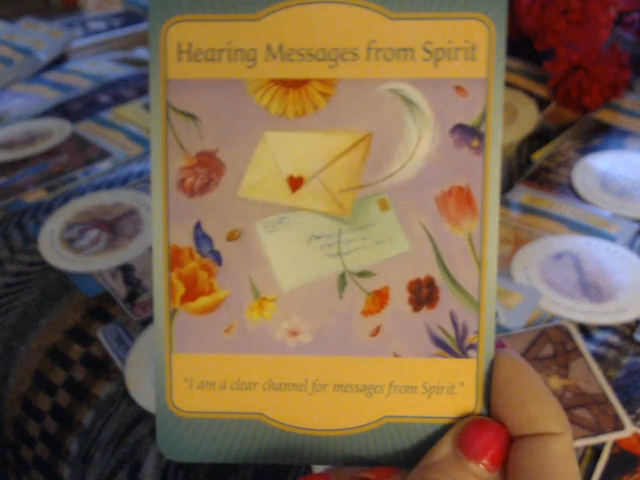 Hearing Messages from Spirit
"I am a clear channel for messages from Spirit."